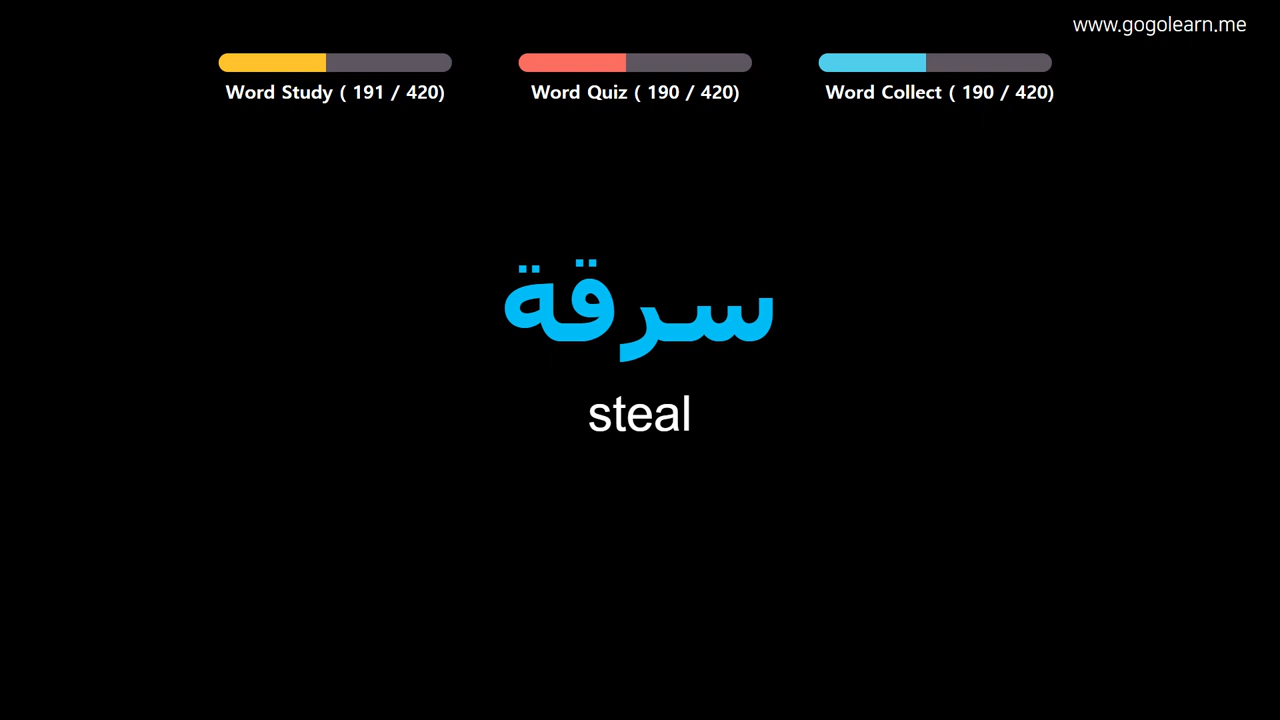 www.gogolearn.me
Word Study ( 191 / 420)
Word Quiz ( 190 / 420)
Word Collect ( 190 / 420)
سرقة
steal